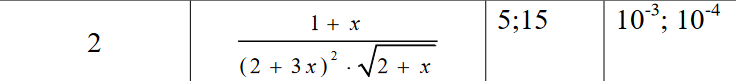 2
1 + x
(2 + 3x)² · √2 + x
5;15
10⁻³; 10⁻⁴